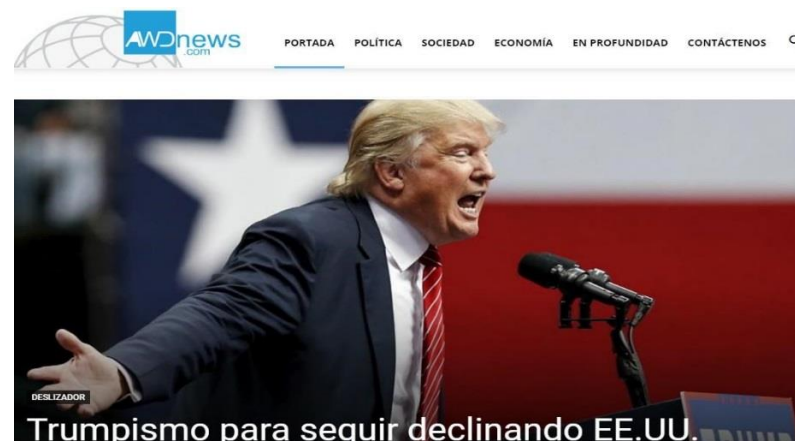 AWDnews
.com
PORTADA POLÍTICA SOCIEDAD ECONOMÍA EN PROFUNDIDAD CONTÁCTENOS
DESLIZADOR
Trumpismo para seguir declinando EE.UU.